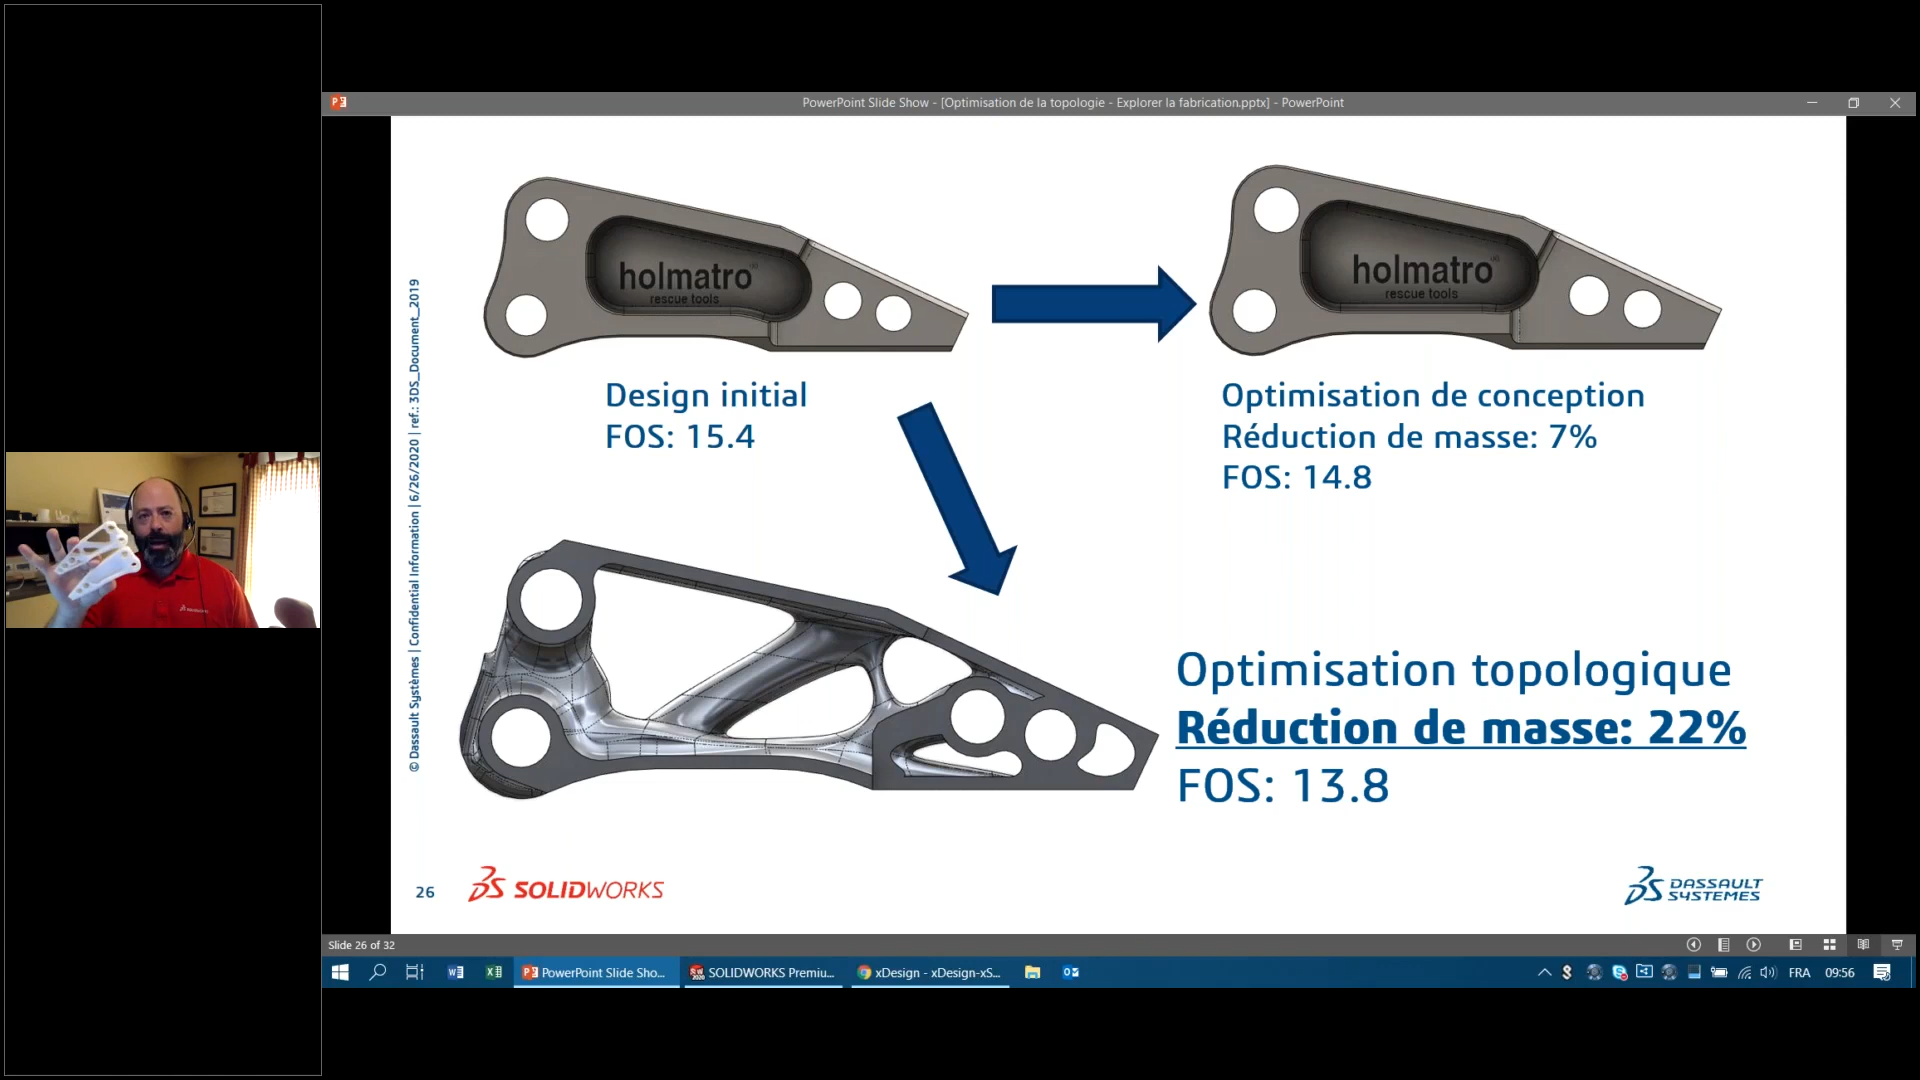 PowerPoint Slide Show - [Optimisation de la topologie - Explorer la fabrication.pptx] - PowerPoint
holmatro®
rescue tools
holmatro®
rescue tools
Design initial
FOS: 15.4
Optimisation de conception
Réduction de masse: 7%
FOS: 14.8
Optimisation topologique
Réduction de masse: 22%
FOS: 13.8
© Dassault Systèmes | Confidential Information | 6/26/2020 | ref.: 3DS_Document_2019
26
SOLIDWORKS
DASSAULT
SYSTEMES
Slide 26 of 32
PowerPoint Slide Sho...
SOLIDWORKS Premiu...
xDesign - xDesign-xS...
FRA
09:56